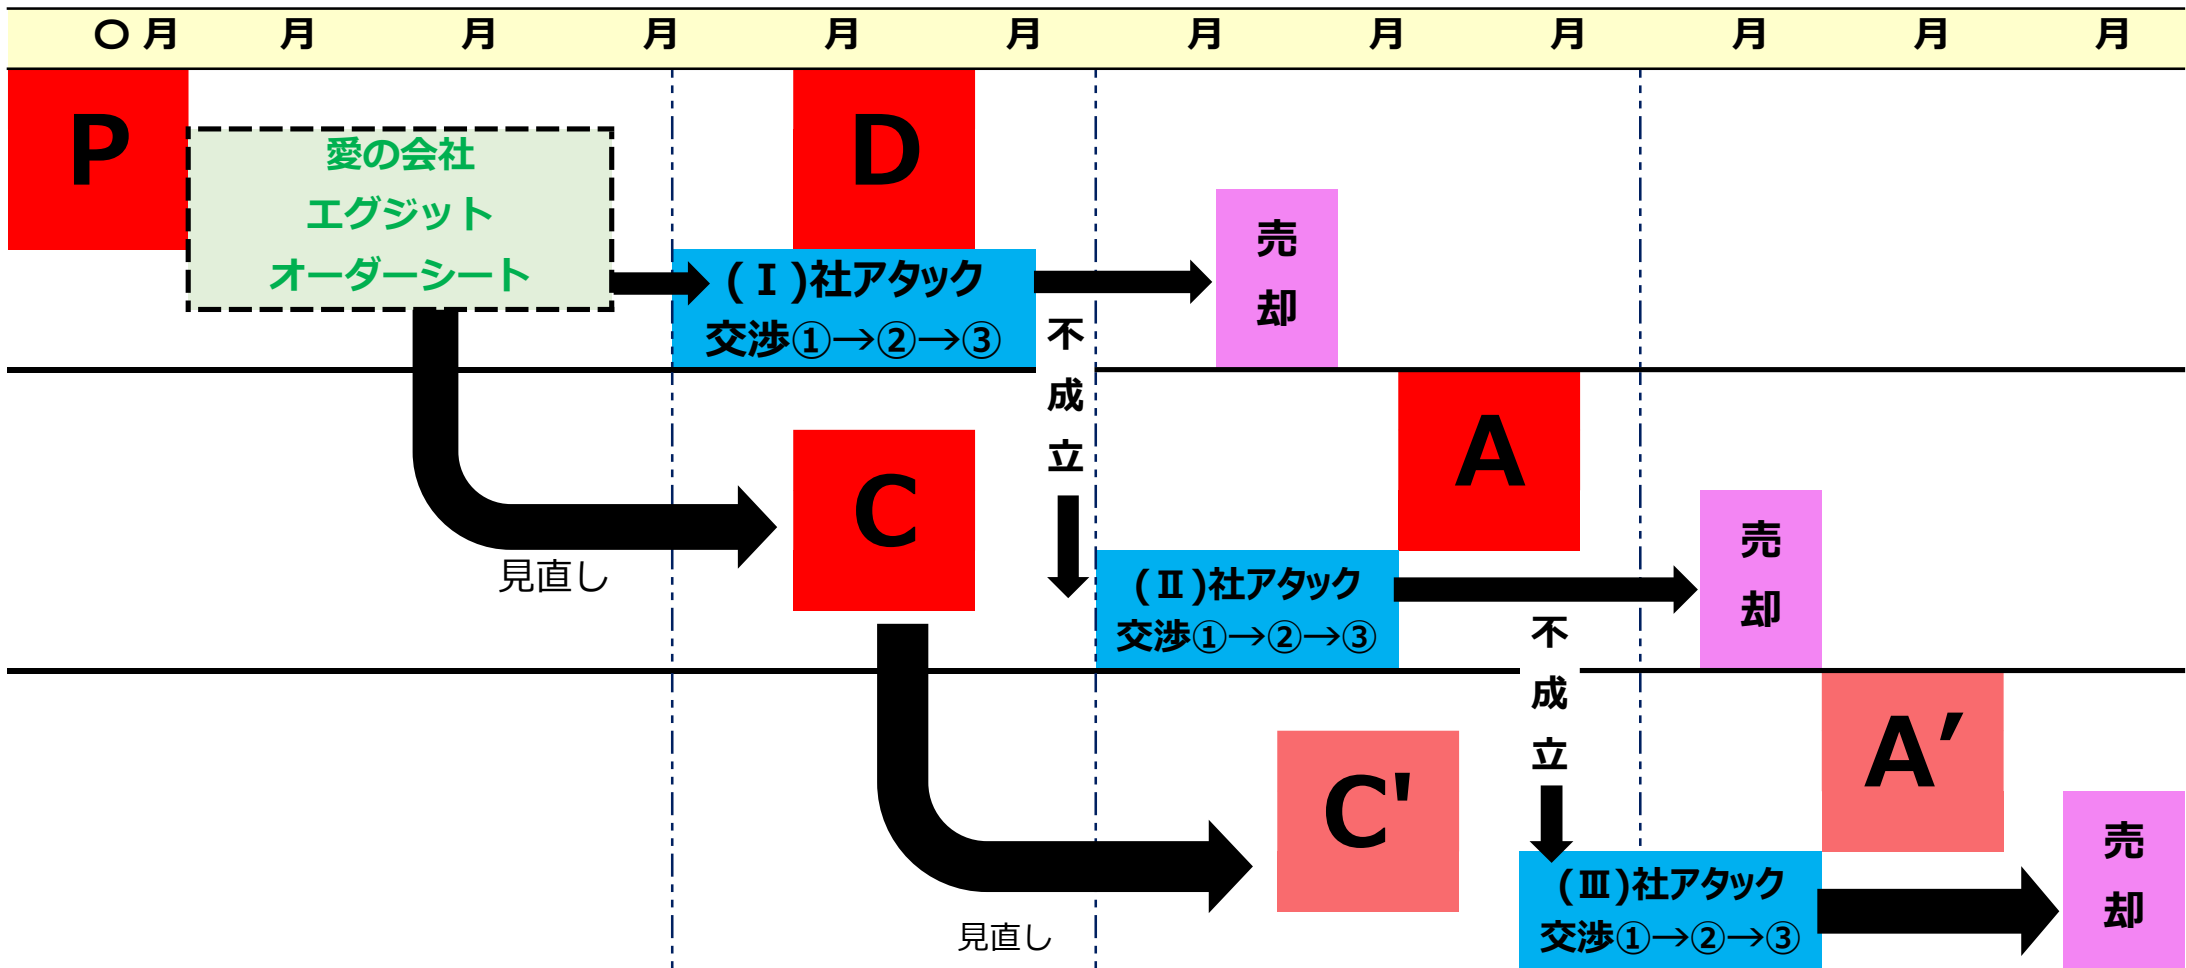 〇月 月 月 月 月 月 月 月 月 月 月 月
P
愛の会社
エグジット
オーダーシート
D
(Ⅰ)社アタック
交渉①→②→③
売却
不成立
見直し
C
A
(Ⅱ)社アタック
交渉①→②→③
売却
不成立
見直し
C'
A′
(Ⅲ)社アタック
交渉①→②→③
売却